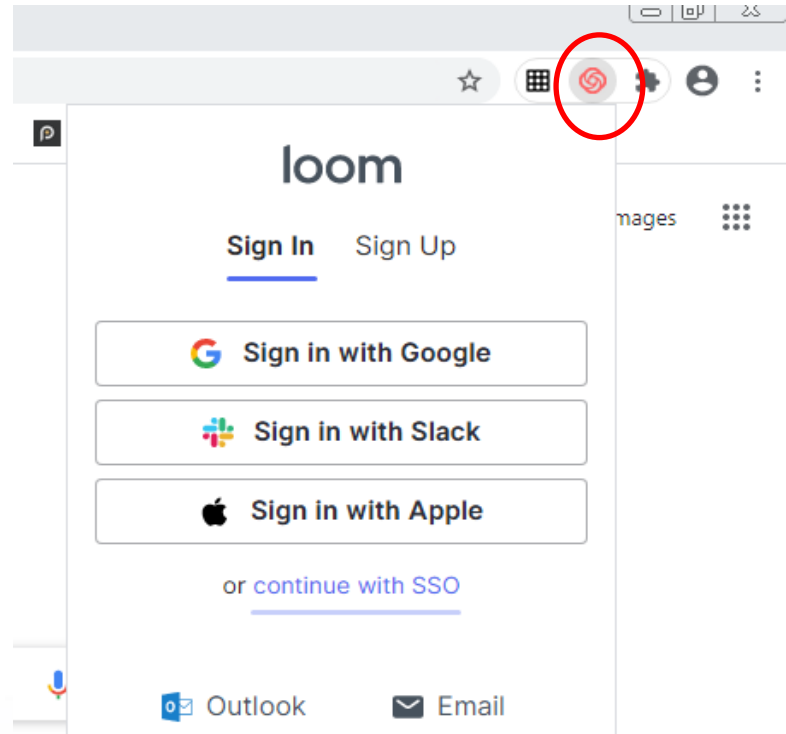 loom
Sign In Sign Up
mages
Sign in with Google
Sign in with Slack
Sign in with Apple
or continue with SSO
Outlook Email